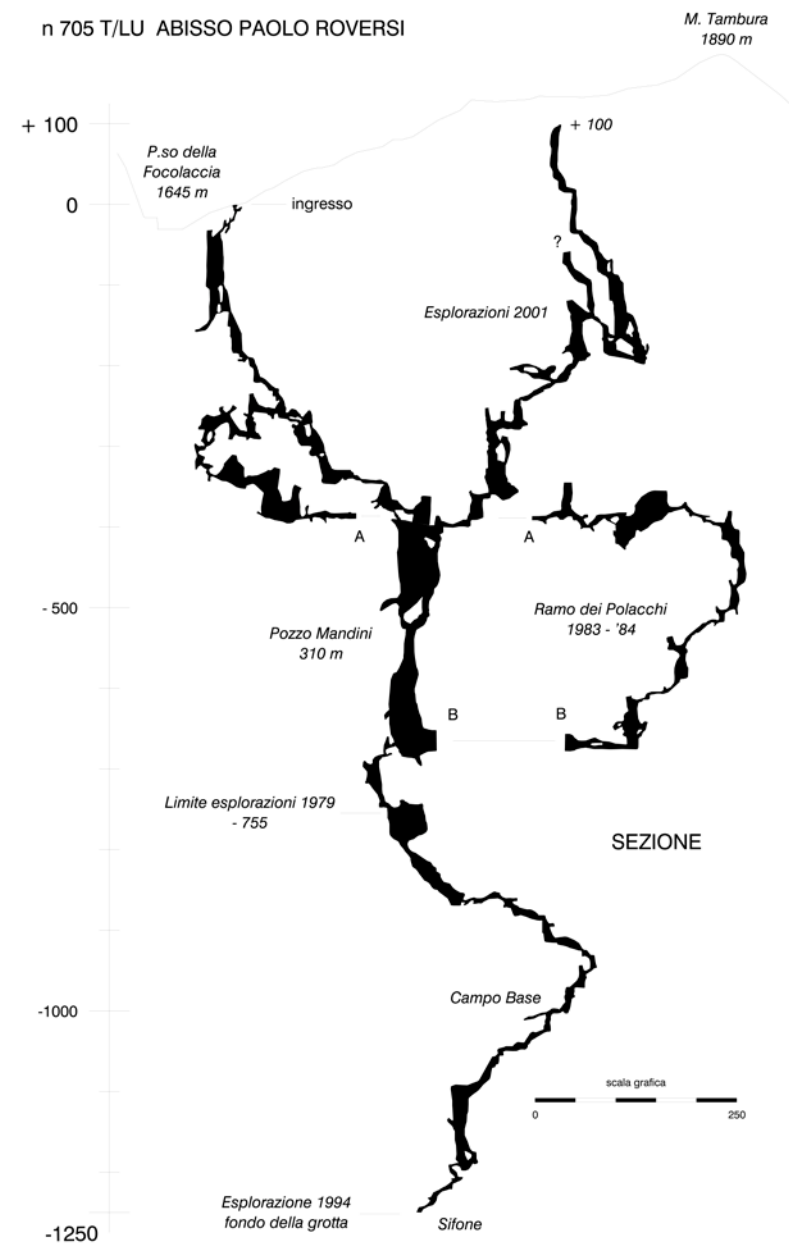 n 705 T/LU ABISSO PAOLO ROVERSI
M. Tambura
1890 m
+ 100
+ 100
P.so della
Focolaccia
1645 m
0
ingresso
?
Esplorazioni 2001
A
A
- 500
Ramo dei Polacchi
1983 - '84
Pozzo Mandini
310 m
B
B
Limite esplorazioni 1979
- 755
SEZIONE
Campo Base
-1000
scala grafica
0
250
Esplorazione 1994
fondo della grotta
Sifone
-1250